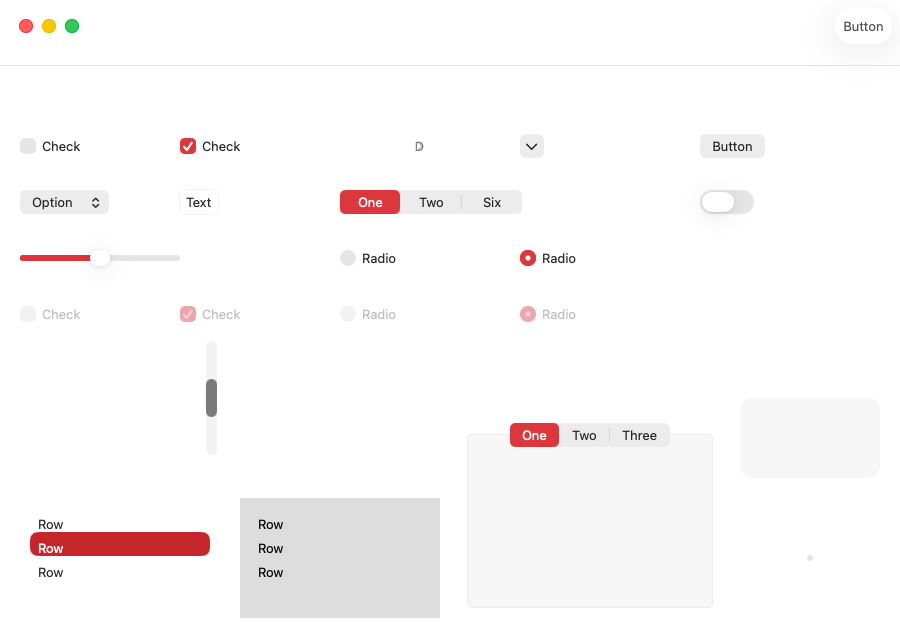 Button
Check
Check
Button
Option
Text
One
Two
Six
Radio
Radio
Check
Check
Radio
Radio
One
Two
Three
Row
Row
Row
Row
Row
Row